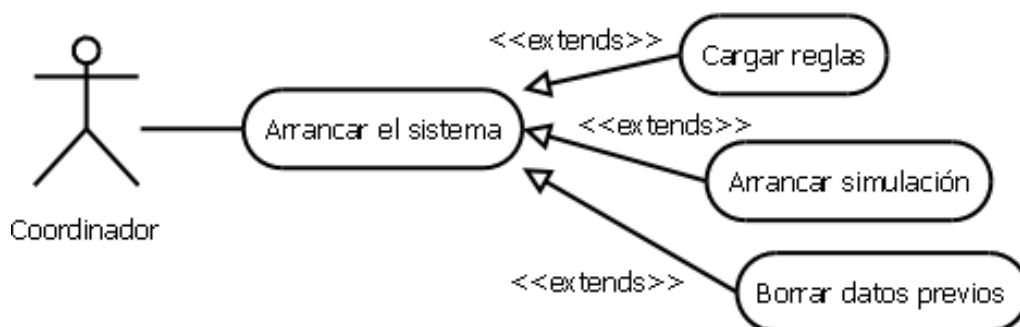 <<extends>>
Cargar reglas
Arrancar el sistema
<<extends>>
Arrancar simulación
Coordinador
<<extends>>
Borrar datos previos